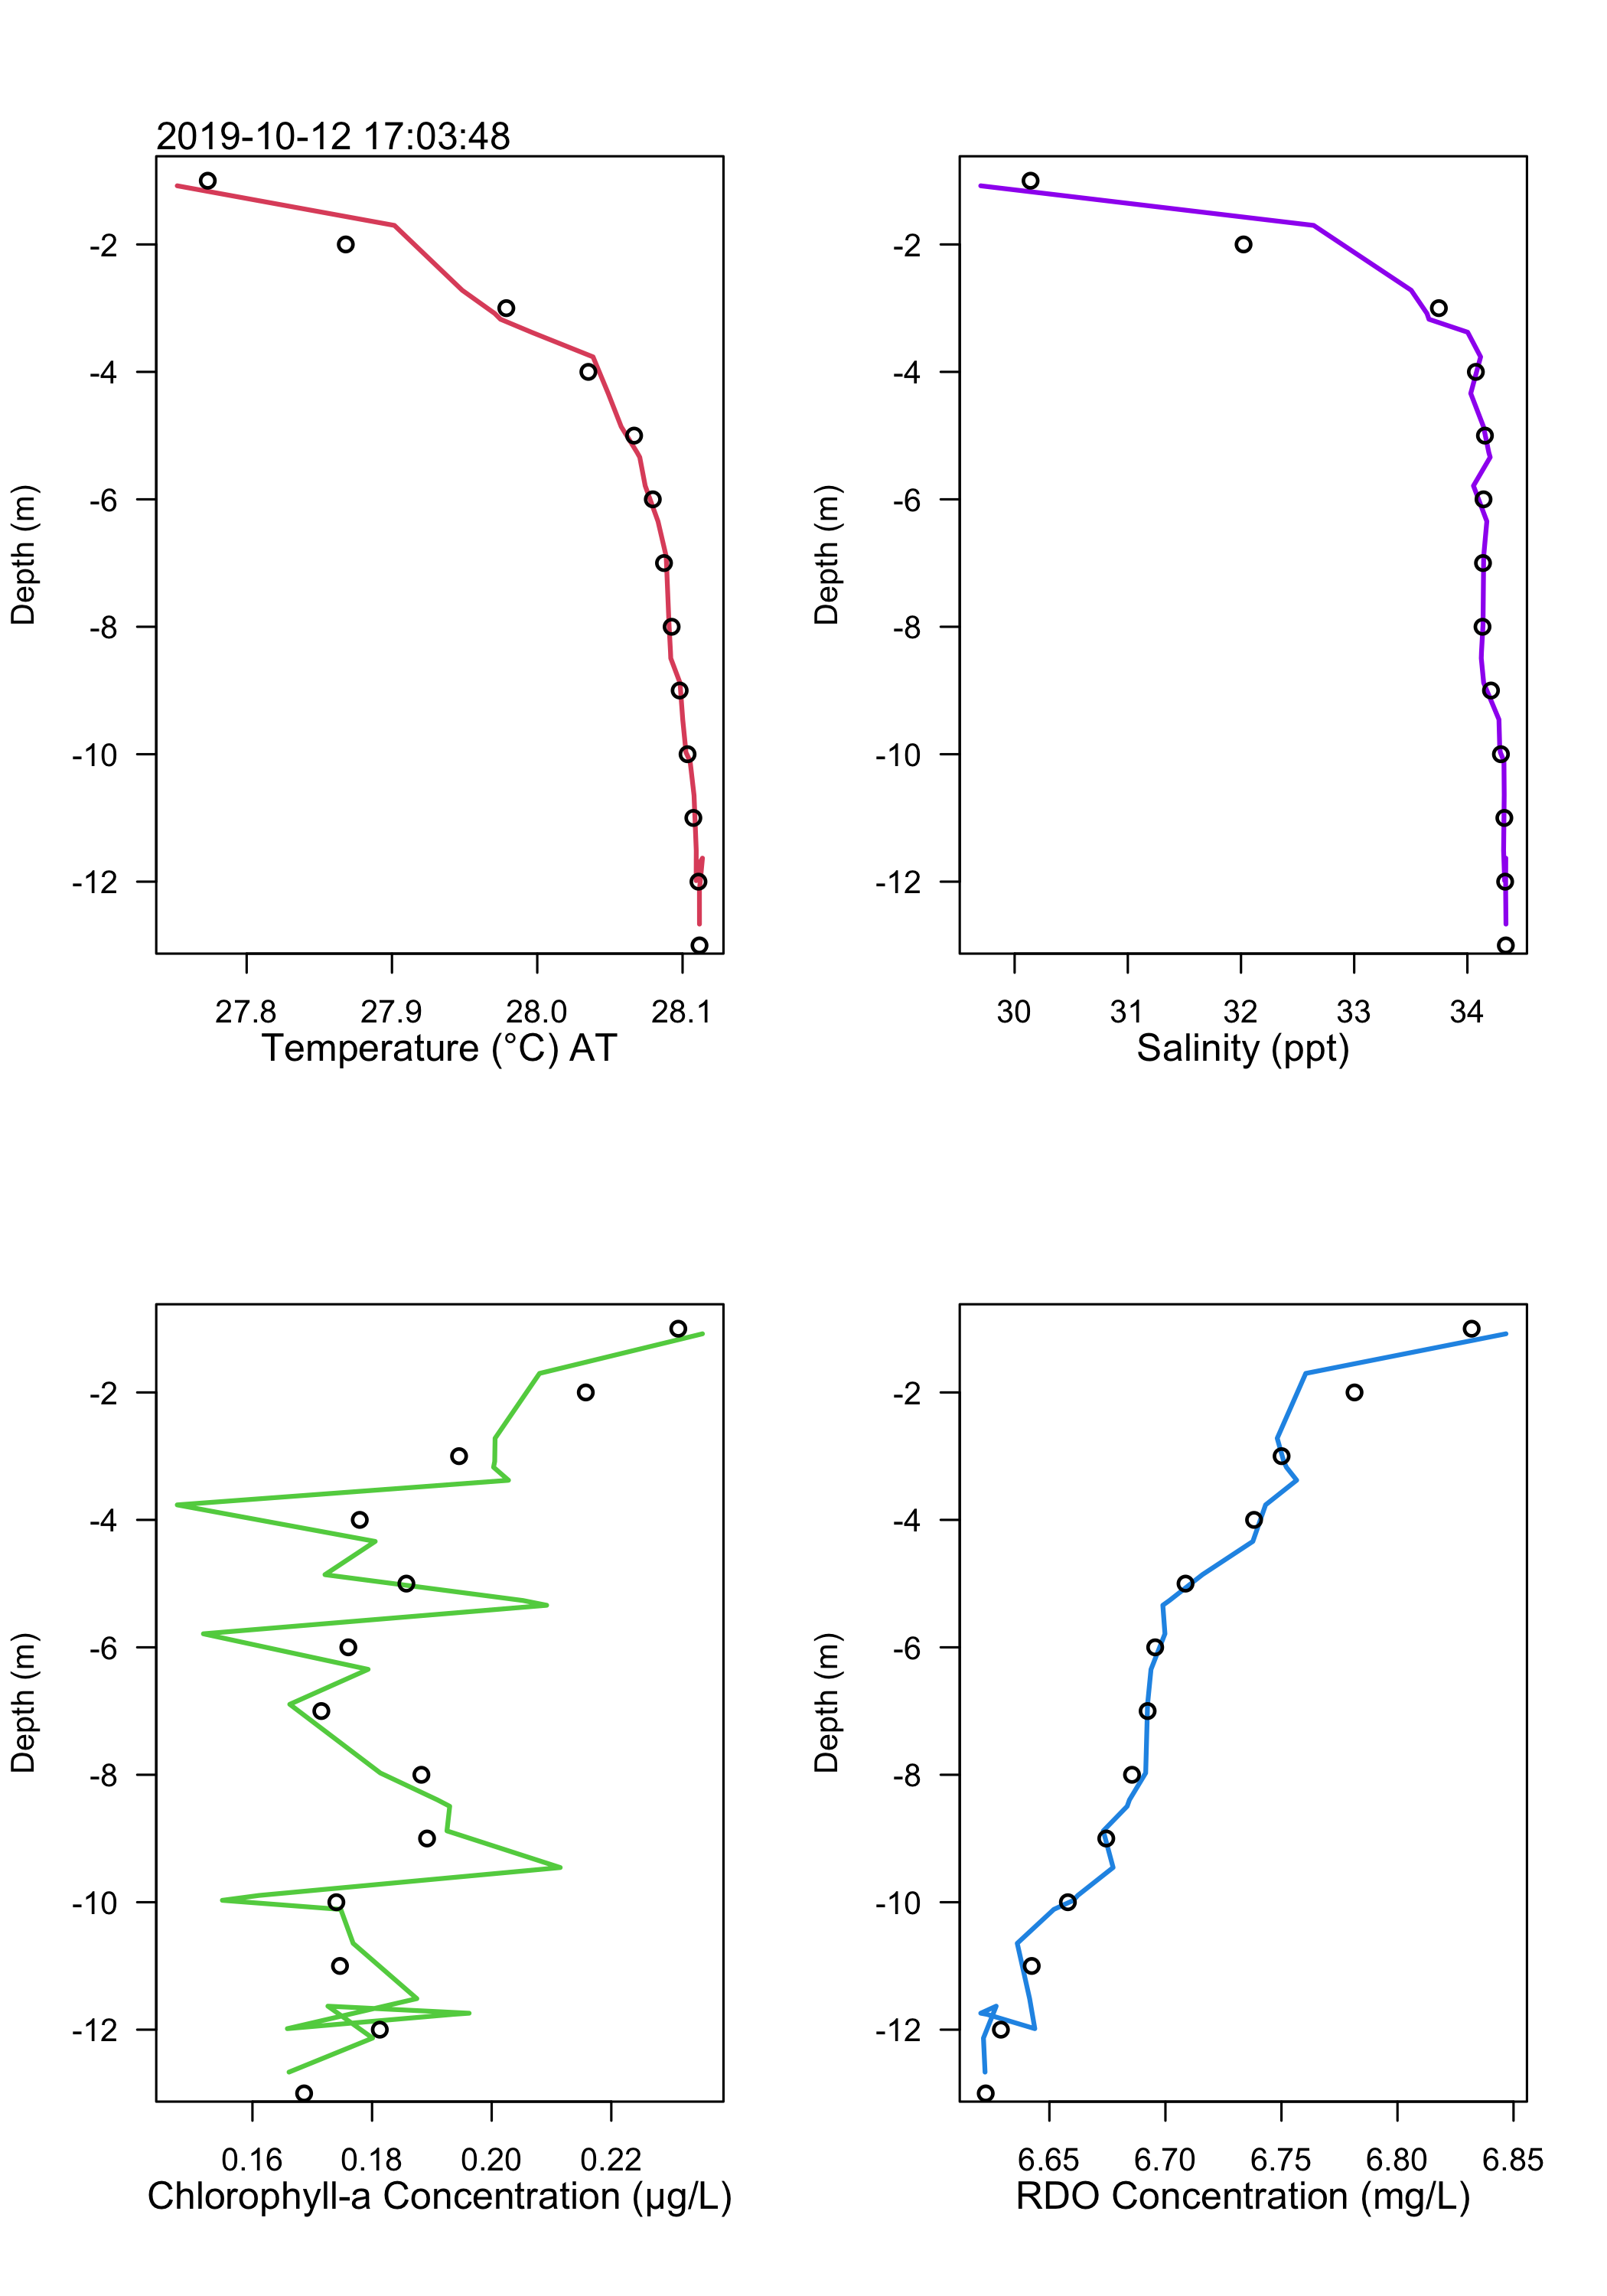 2019-10-12 17:03:48
Depth (m)
-2
-4
-6
-8
-10
-12
27.8 27.9 28.0 28.1
Temperature (°C) AT
Depth (m)
-2
-4
-6
-8
-10
-12
30 31 32 33 34
Salinity (ppt)
Depth (m)
-2
-4
-6
-8
-10
-12
0.16 0.18 0.20 0.22
Chlorophyll-a Concentration (µg/L)
Depth (m)
-2
-4
-6
-8
-10
-12
6.65 6.70 6.75 6.80 6.85
RDO Concentration (mg/L)